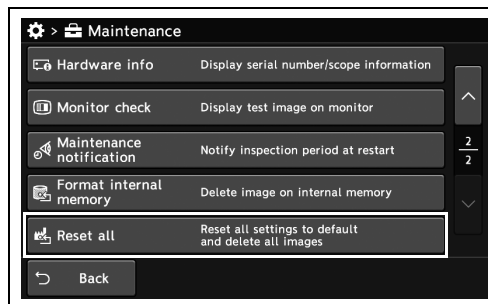 > Maintenance
Hardware info Display serial number/scope information
Monitor check Display test image on monitor
Maintenance
notification Notify inspection period at restart
Format internal
memory Delete image on internal memory
Reset all Reset all settings to default
and delete all images
2
2
Back